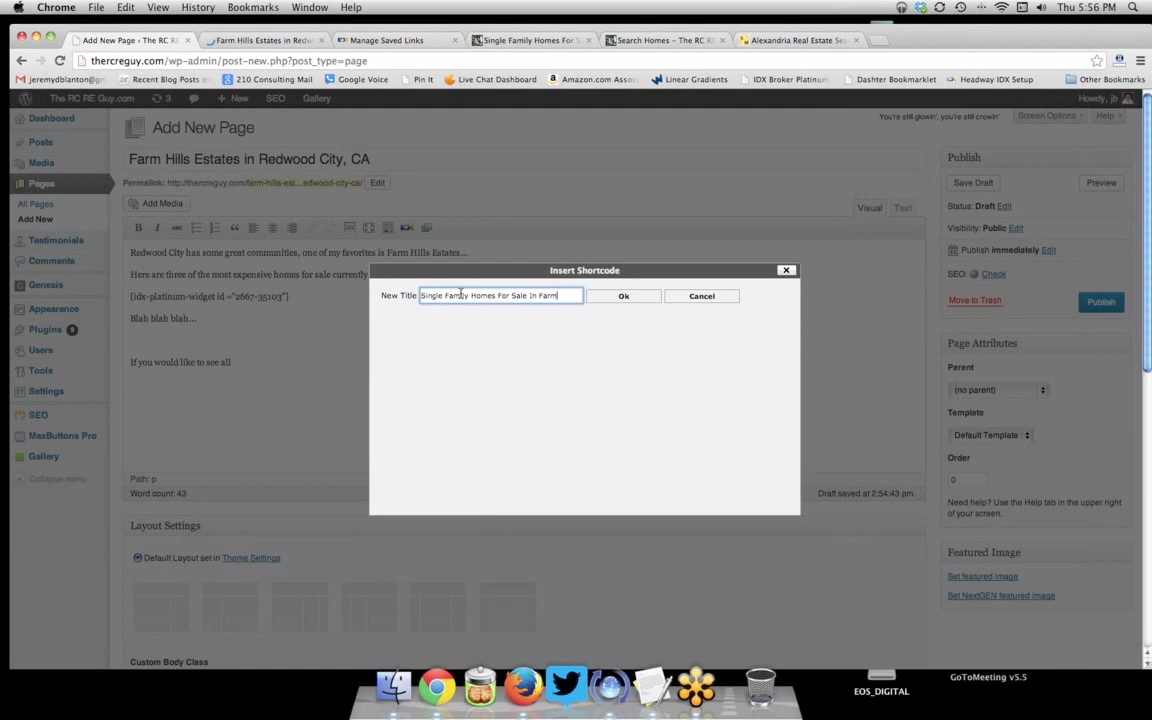 Chrome File Edit View History Bookmarks Window Help Thu 5:56 PM
Add New Page ‹ The RC RE Farm Hills Estates in Redw Manage Saved Links Single Family Homes For S Search Homes – The RC RE Alexandria Real Estate Sea
thercreguy.com/wp-admin/post-new.php?post_type=page
jeremydblanton@gm Recent Blog Posts 210 Consulting Mail Google Voice Pin It Live Chat Dashboard Amazon.com Asso Linear Gradients IDX Broker Platinum Dashter Bookmarklet Headway IDX Setup Other Bookmarks
The RC RE Guy.com 3 + New SEO Gallery Howdy, jb
Dashboard
Posts
Media
Pages
All Pages
Add New
Testimonials
Comments
Genesis
Appearance
Plugins
Users
Tools
Settings
SEO
MaxButtons Pro
Gallery
Collapse menu
Add New Page
You're still glowin', you're still crowin'
Screen Options
Help
Farm Hills Estates in Redwood City, CA
Permalink: http://thercreguy.com/farm-hills-est...edwood-city-ca/ Edit
Add Media
Visual Text
B I ABC
Redwood City has some great communities, one of my favorites is Farm Hills Estates...
Here are three of the most expensive homes for sale currently
[idx-platinum-widget id ="2667-35103"]
Blah blah blah...
If you would like to see all
Path: p
Word count: 43 Draft saved at 2:54:43 pm.
Insert Shortcode
New Title Single Family Homes For Sale In Farm Ok Cancel
Layout Settings
Default Layout set in Theme Settings
Custom Body Class
Publish
Save Draft Preview
Status: Draft Edit
Visibility: Public Edit
Publish immediately Edit
SEO: Check
Move to Trash Publish
Page Attributes
Parent
(no parent)
Template
Default Template
Order
0
Need help? Use the Help tab in the upper right
of your screen.
Featured Image
Set featured image
Set NextGEN featured image
EOS_DIGITAL
GoToMeeting v5.5